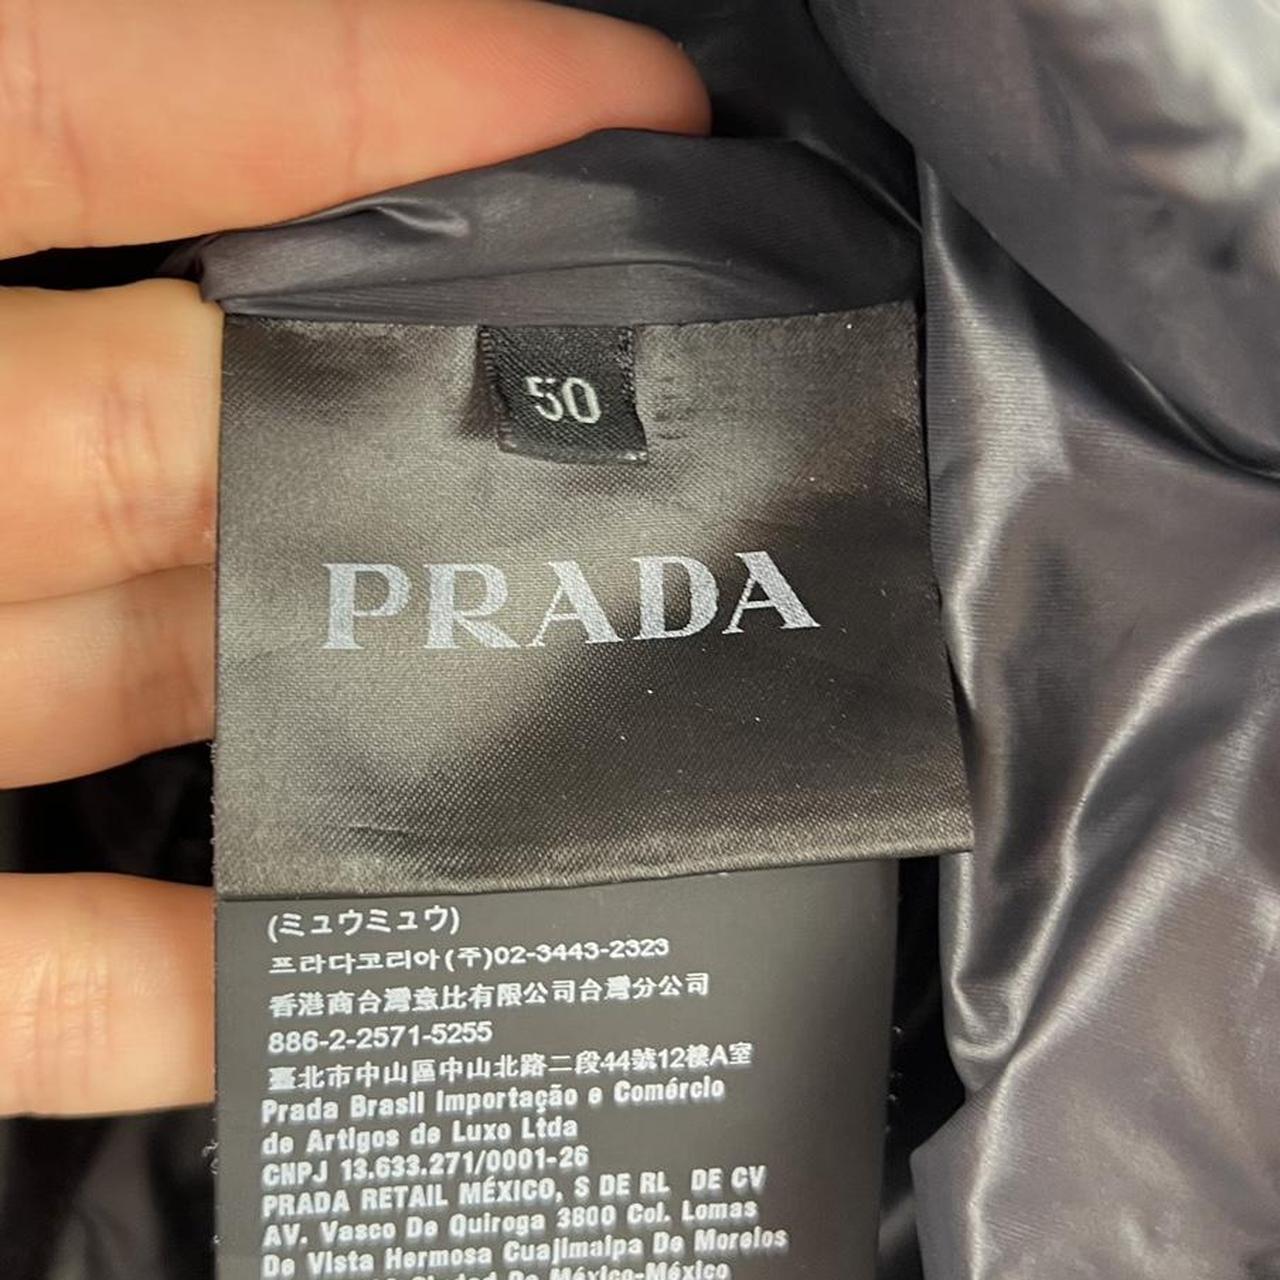 50
PRADA
(ミュウミュウ)
프라다코리아(주)02-3443-2323
香港商台灣意比有限公司台灣分公司
886-2-2571-5255
臺北市中山區中山北路二段44號12樓A室
Prada Brasil Importação e Comércio
de Artigos de Luxo Ltda
CNPJ 13.633.271/0001-26
PRADA RETAIL MÉXICO, S DE RL DE CV
AV. Vasco De Quiroga 3800 Col. Lomas
De Vista Hermosa Cuajimalpa De Morelos
Ciudad De México-México